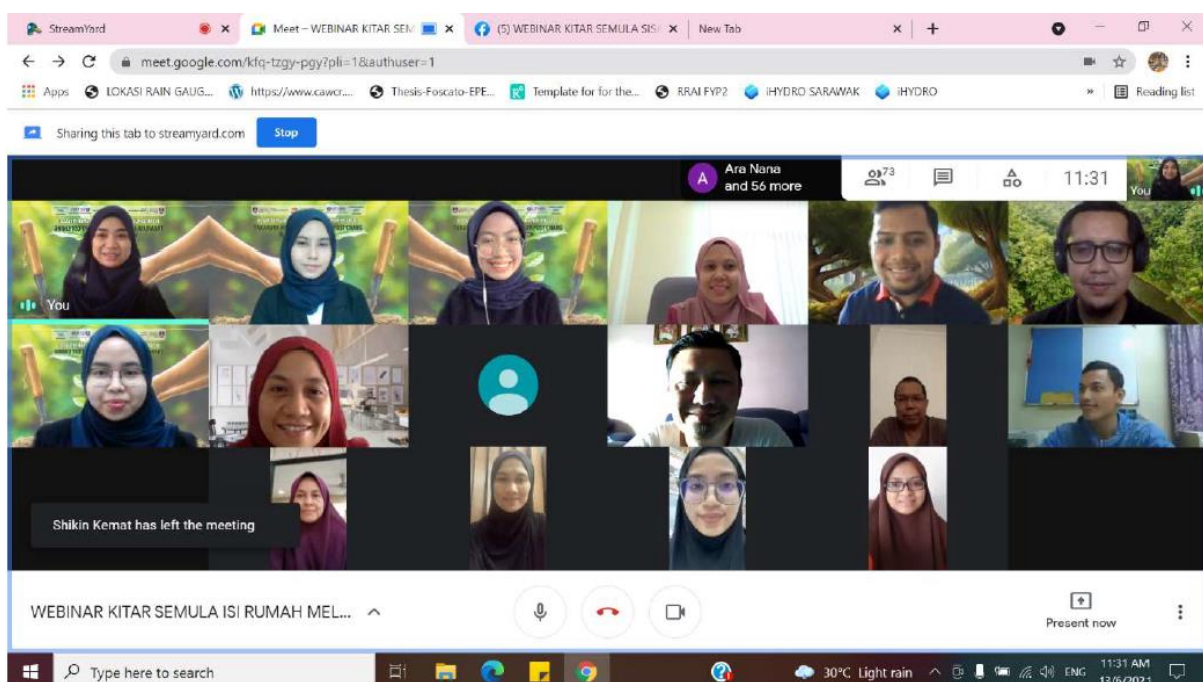 StreamYard
Meet – WEBINAR KITAR SEM
(5) WEBINAR KITAR SEMULA SIS
New Tab
meet.google.com/kfq-tzgy-pgy?pli=1&authuser=1
Apps
LOKASI RAIN GAUG...
https://www.cawcr....
Thesis-Foscato-EPE...
Template for for the...
RRAI FYP2
iHYDRO SARAWAK
iHYDRO
»
Reading list
Sharing this tab to streamyard.com
Stop
A
Ara Nana
and 56 more
73
11:31
You
You
Shikin Kemat has left the meeting
WEBINAR KITAR SEMULA ISI RUMAH MEL...
Present now
Type here to search
30°C Light rain
ENG
11:31 AM
13/6/2021